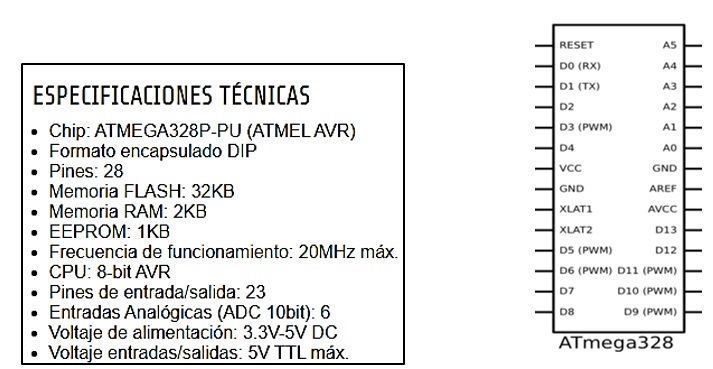 ESPECIFICACIONES TÉCNICAS
• Chip: ATMEGA328P-PU (ATMEL AVR)
• Formato encapsulado DIP
• Pines: 28
• Memoria FLASH: 32KB
• Memoria RAM: 2KB
• EEPROM: 1KB
• Frecuencia de funcionamiento: 20MHz máx.
• CPU: 8-bit AVR
• Pines de entrada/salida: 23
• Entradas Analógicas (ADC 10bit): 6
• Voltaje de alimentación: 3.3V-5V DC
• Voltaje entradas/salidas: 5V TTL máx.
RESET A5
D0 (RX) A4
D1 (TX) A3
D2 A2
D3 (PWM) A1
D4 A0
VCC GND
GND AREF
XLAT1 AVCC
XLAT2 D13
D5 (PWM) D12
D6 (PWM) D11 (PWM)
D7 D10 (PWM)
D8 D9 (PWM)
ATmega328